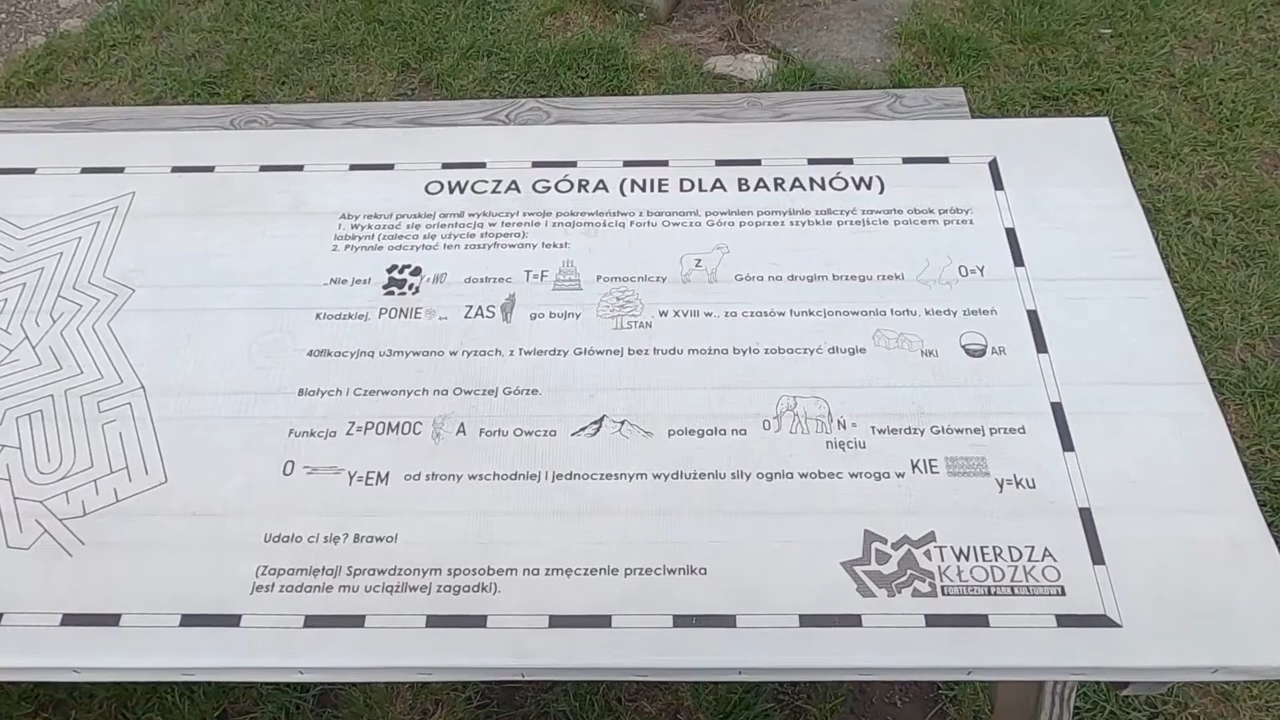 OWCZA GÓRA (NIE DLA BARANÓW)
Aby rekrut pruskiej armii wykluczył swoje pokrewieństwo z baranami, powinien pomyślnie zaliczyć zawarte obok próby:
1. Wykazać się orientacją w terenie i znajomością Fortu Owcza Góra poprzez szybkie przejście palcem przez
labirynt (zaleca się użycie stopera);
2. Płynnie odczytać ten zaszyfrowany tekst:
„Nie jest Y=WO dostrzec T=F Pomocniczy Z Góra na drugim brzegu rzeki O=Y
Kłodzkiej, PONIE ZAS go bujny STAN . W XVIII w., za czasów funkcjonowania fortu, kiedy zieleń
40fikacyjną u3mywano w ryzach, z Twierdzy Głównej bez trudu można było zobaczyć długie NKI AR
Białych i Czerwonych na Owczej Górze.
Funkcja Z=POMOC A Fortu Owcza polegała na O Ń = nięciu Twierdzy Głównej przed
O Y=EM od strony wschodniej i jednoczesnym wydłużeniu siły ognia wobec wroga w KIE y=ku
Udało ci się? Brawo!
(Zapamiętaj! Sprawdzonym sposobem na zmęczenie przeciwnika
jest zadanie mu uciążliwej zagadki).
TWIERDZA
KŁODZKO
FORTECZNY PARK KULTUROWY